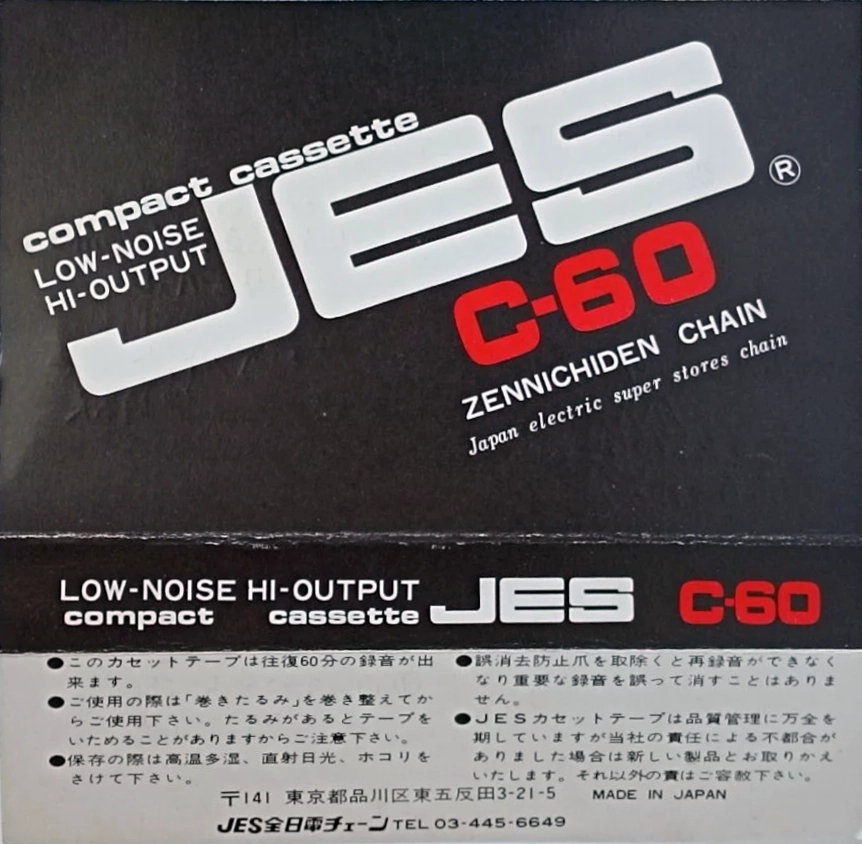 compact cassette
LOW-NOISE
HI-OUTPUT
JES®
C-60
ZENNICHIDEN CHAIN
Japan electric super stores chain
LOW-NOISE HI-OUTPUT
compact cassette JES C-60
●このカセットテープは往復60分の録音が出
来ます。
●ご使用の際は「巻きたるみ」を巻き整えてか
らご使用下さい。たるみがあるとテープを
いためることがありますからご注意下さい。
●保存の際は高温多湿、直射日光、ホコリを
さけて下さい。
●誤消去防止爪を取除くと再録音ができなく
なり重要な録音を誤って消すことはありま
せん。
●JESカセットテープは品質管理に万全を
期していますが当社の責任による不都合が
ありました場合は新しい製品とお取りかえ
いたします。それ以外の責はご容赦下さい。
〒141 東京都品川区東五反田3-21-5 MADE IN JAPAN
JES全日電チェーン TEL 03-445-6649